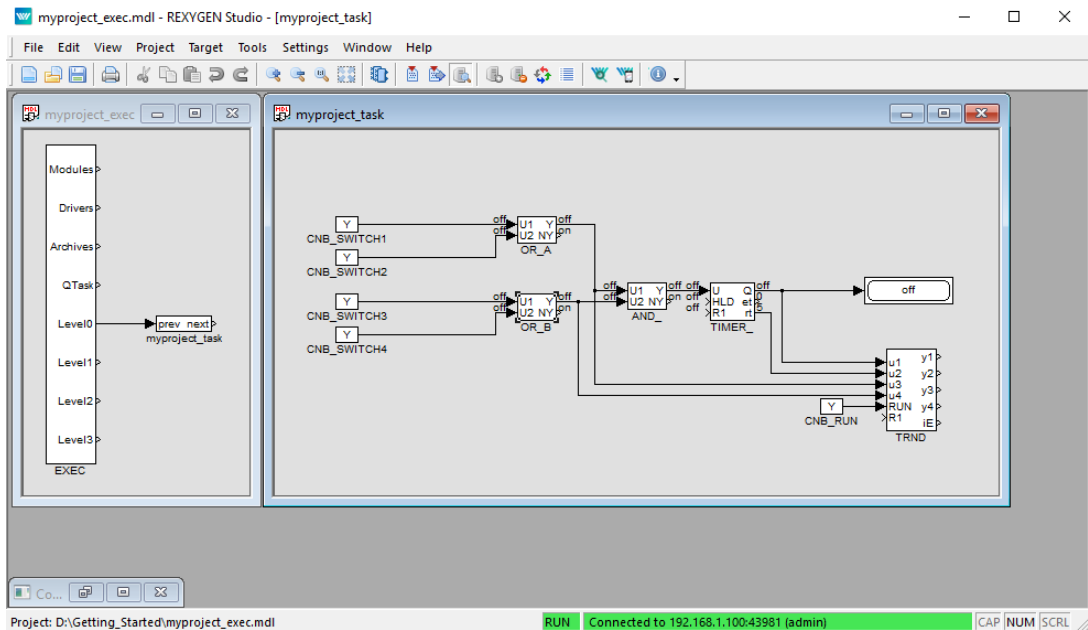 myproject_exec.mdl - REXYGEN Studio - [myproject_task]
File Edit View Project Target Tools Settings Window Help
myproject_exec
Modules
Drivers
Archives
QTask
Level0
Level1
Level2
Level3
EXEC
prev next
myproject_task
myproject_task
Y
CNB_SWITCH1
Y
CNB_SWITCH2
off U1 Y off
off U2 NY on
OR_A
Y
CNB_SWITCH3
Y
CNB_SWITCH4
off U1 Y off
off U2 NY on
OR_B
off U1 Y off
off U2 NY on
AND_
off U Q off
HLD et 0
off R1 rt 5
TIMER_
off
Y
CNB_RUN
u1 y1
u2 y2
u3 y3
u4 y4
RUN
R1 iE
TRND
Co...
Project: D:\Getting_Started\myproject_exec.mdl RUN Connected to 192.168.1.100:43981 (admin) CAP NUM SCRL